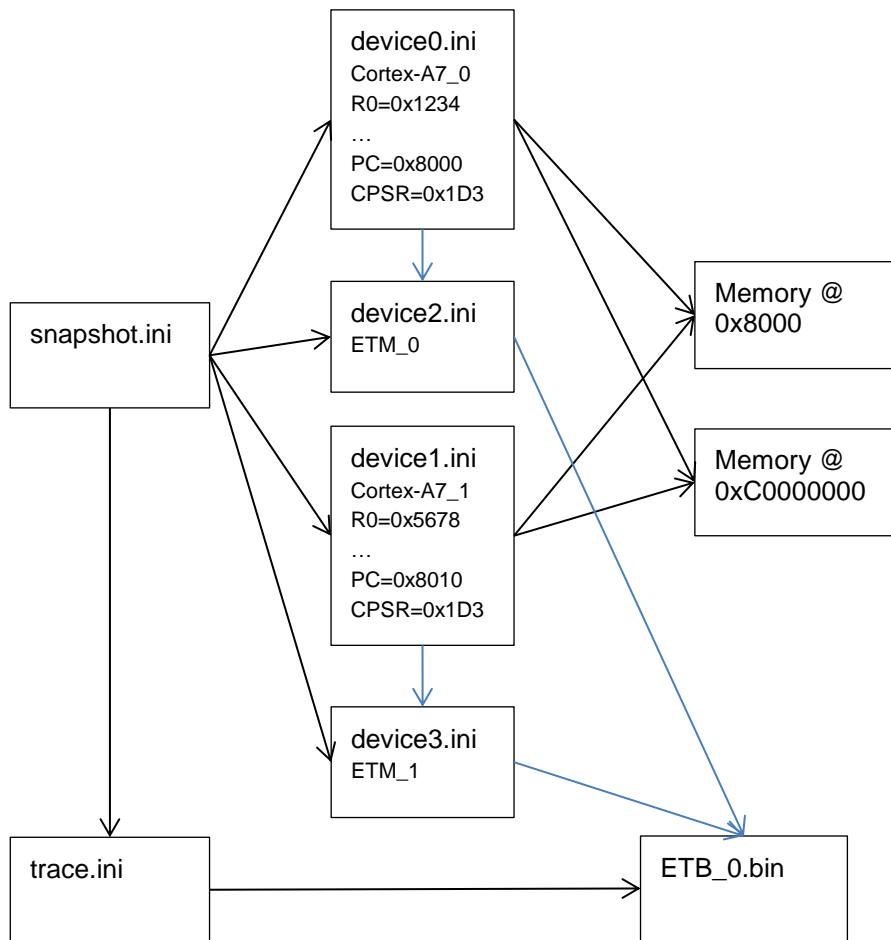 device0.ini
Cortex-A7_0
R0=0x1234
…
PC=0x8000
CPSR=0x1D3
snapshot.ini
device2.ini
ETM_0
Memory @
0x8000
device1.ini
Cortex-A7_1
R0=0x5678
…
PC=0x8010
CPSR=0x1D3
Memory @
0xC0000000
device3.ini
ETM_1
trace.ini
ETB_0.bin